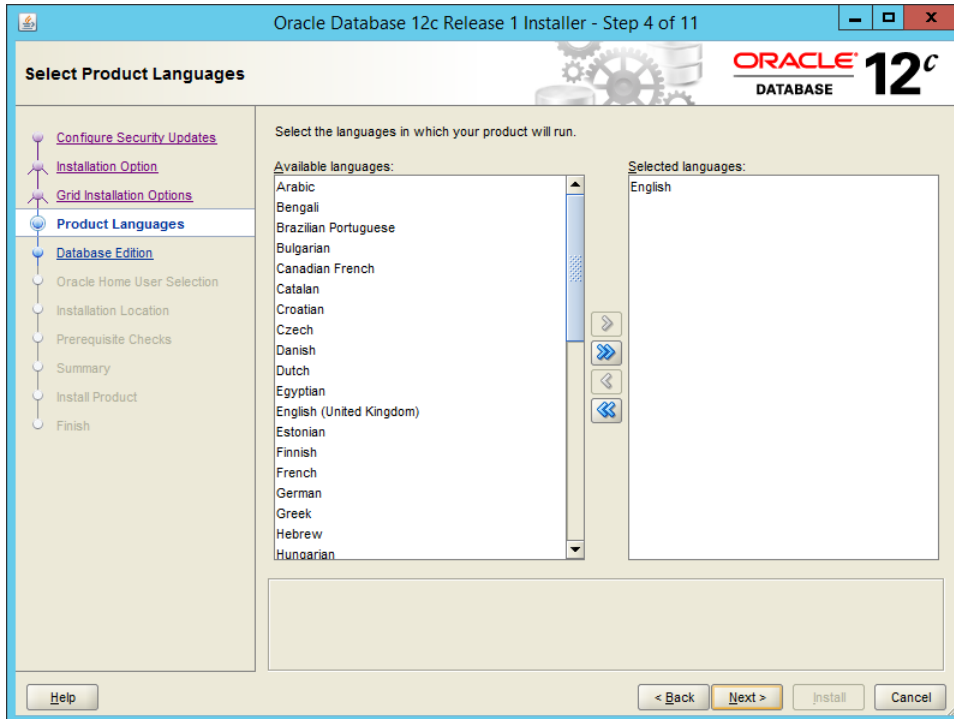 Oracle Database 12c Release 1 Installer - Step 4 of 11
Select Product Languages
ORACLE
DATABASE
12c
Configure Security Updates
Installation Option
Grid Installation Options
Product Languages
Database Edition
Oracle Home User Selection
Installation Location
Prerequisite Checks
Summary
Install Product
Finish
Select the languages in which your product will run.
Available languages:
Arabic
Bengali
Brazilian Portuguese
Bulgarian
Canadian French
Catalan
Croatian
Czech
Danish
Dutch
Egyptian
English (United Kingdom)
Estonian
Finnish
French
German
Greek
Hebrew
Hungarian
Selected languages:
English
Help
< Back
Next >
Install
Cancel